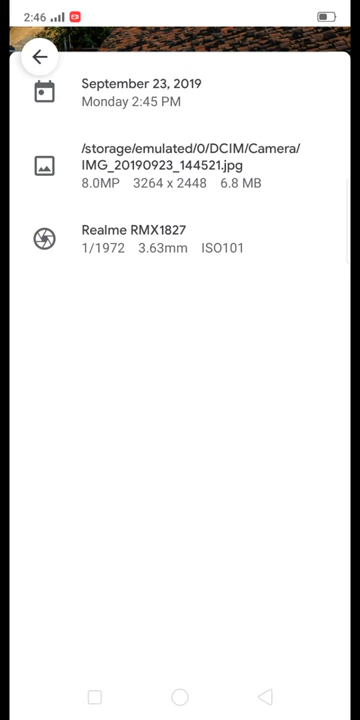 2:46
September 23, 2019
Monday 2:45 PM
/storage/emulated/0/DCIM/Camera/
IMG_20190923_144521.jpg
8.0MP 3264 x 2448 6.8 MB
Realme RMX1827
1/1972 3.63mm ISO101